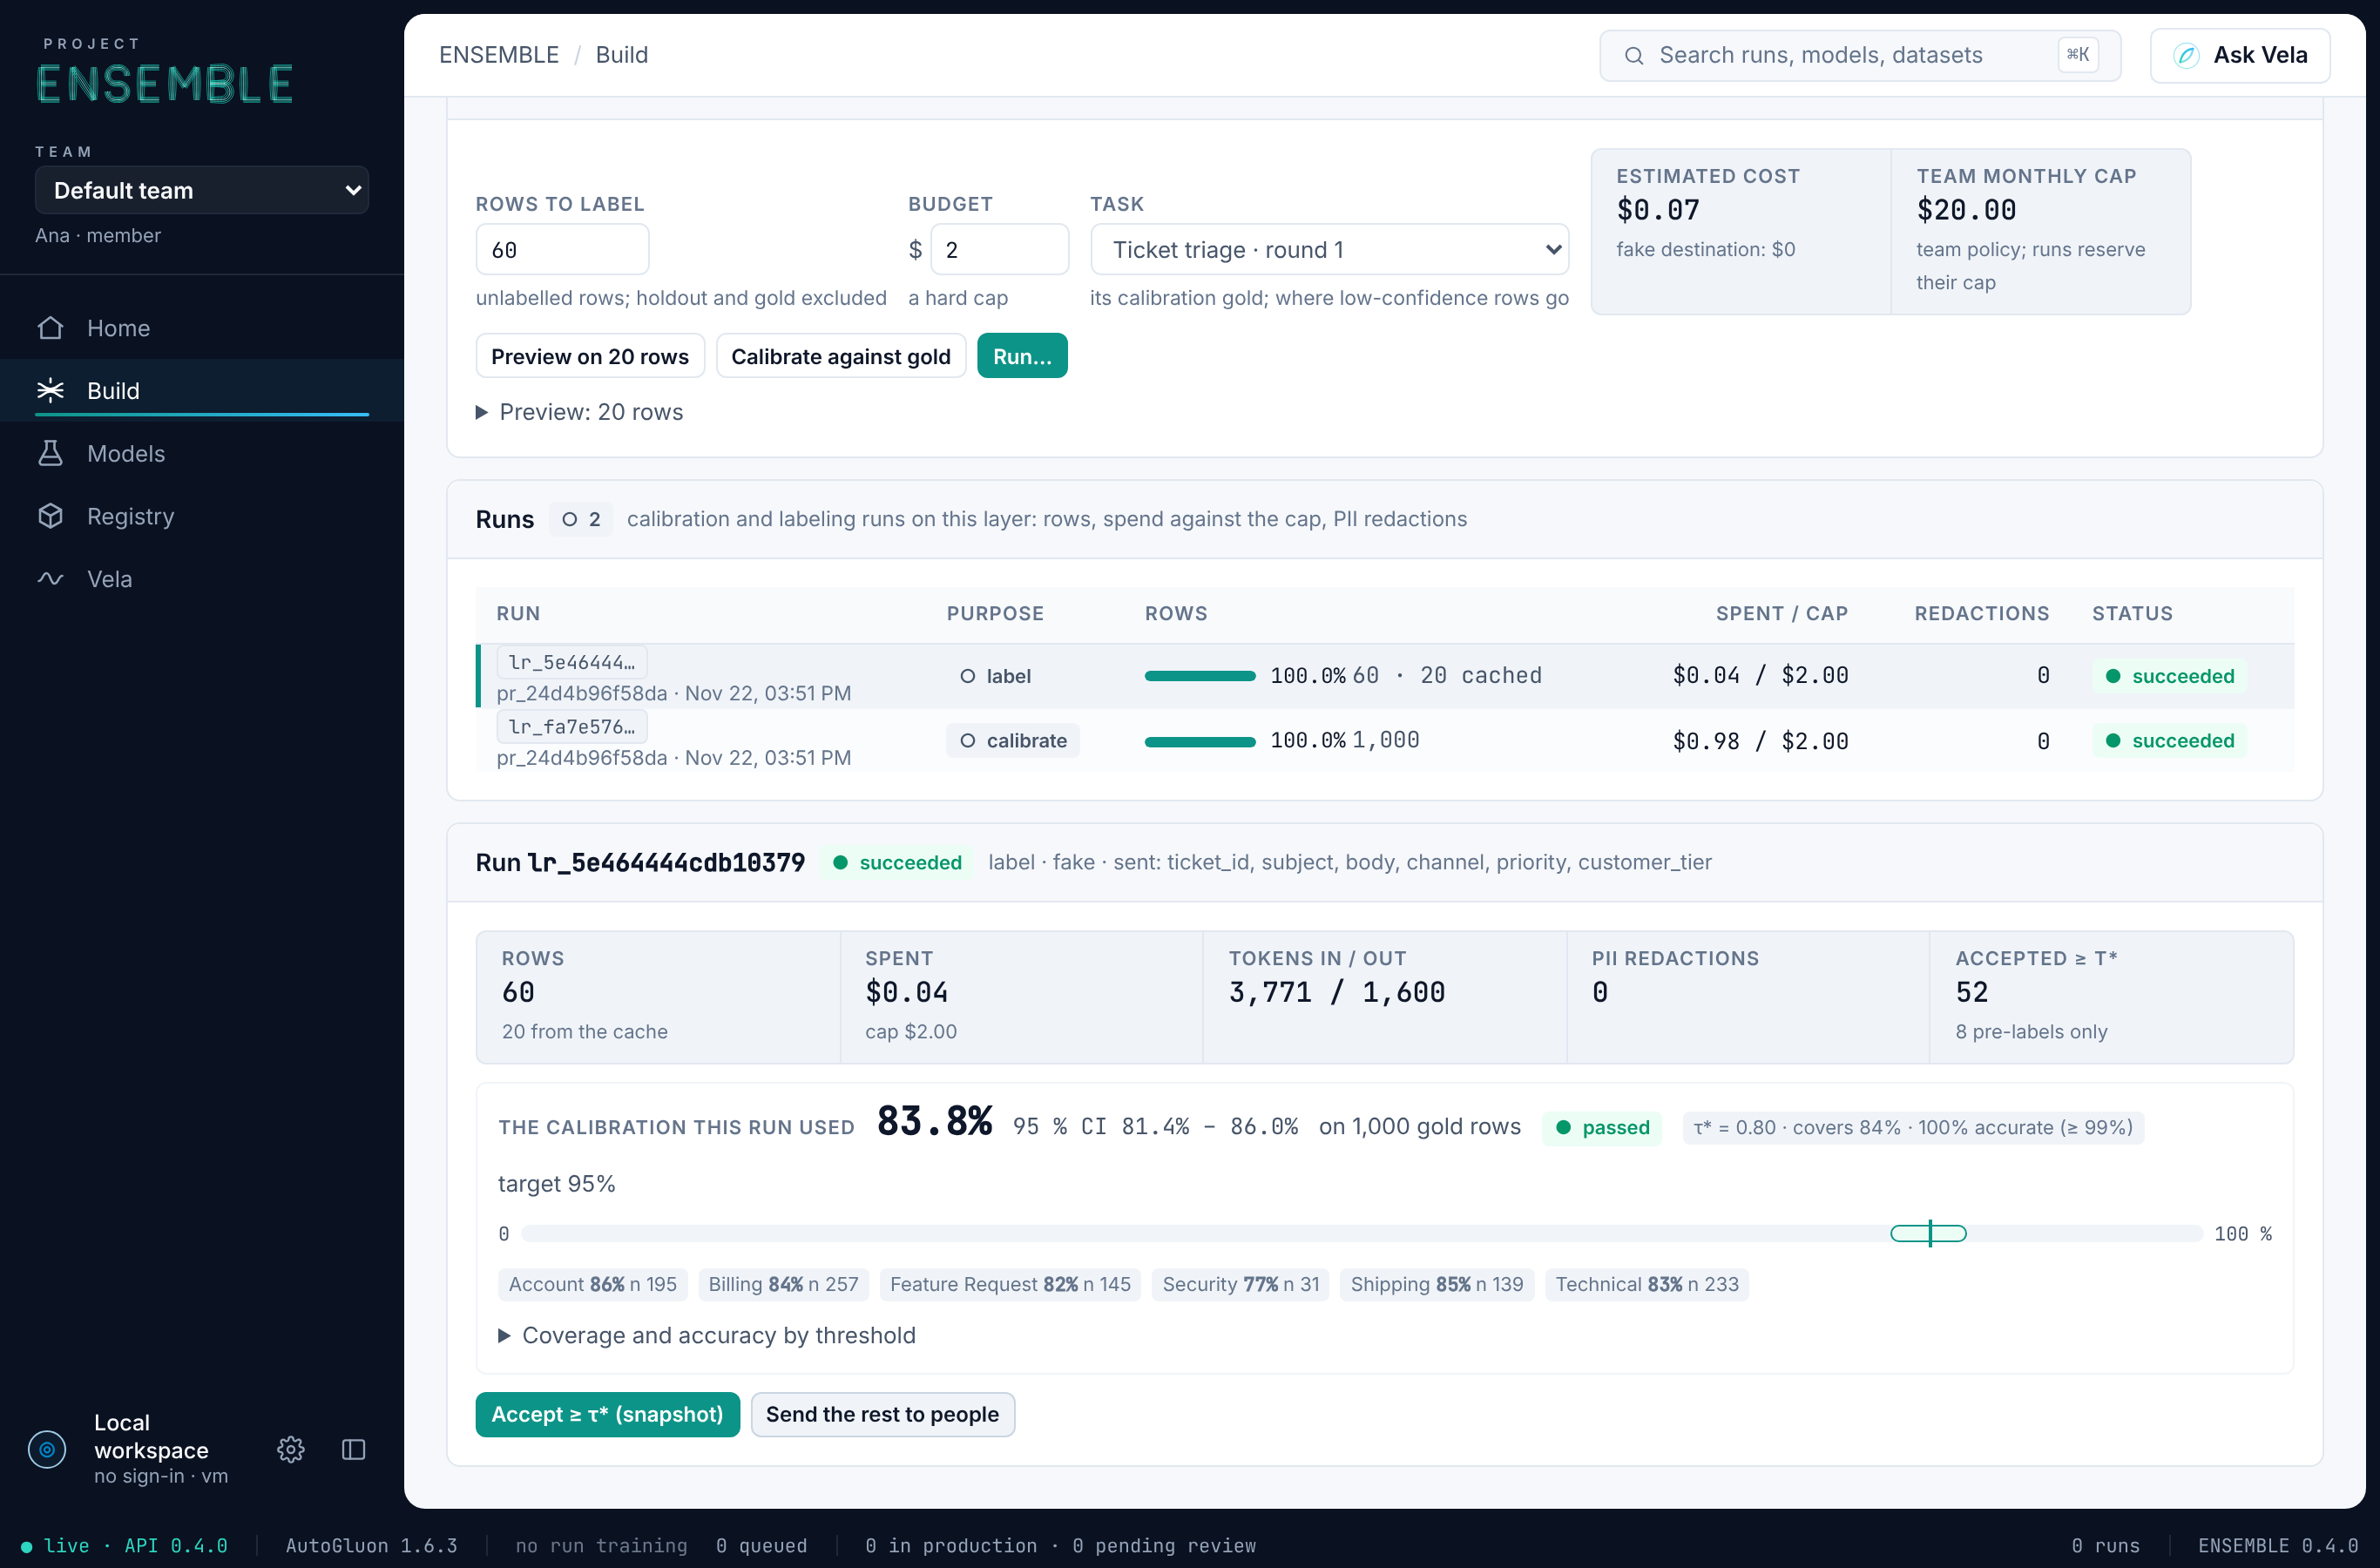 PROJECT
ENSEMBLE
TEAM
Default team
Ana · member
Home
Build
Models
Registry
Vela
Local workspace
no sign-in · vm
ENSEMBLE / Build
Search runs, models, datasets ⌘K
Ask Vela
ROWS TO LABEL
60
unlabelled rows; holdout and gold excluded
BUDGET
$ 2
a hard cap
TASK
Ticket triage · round 1
its calibration gold; where low-confidence rows go
ESTIMATED COST
$0.07
fake destination: $0
TEAM MONTHLY CAP
$20.00
team policy; runs reserve
their cap
Preview on 20 rows
Calibrate against gold
Run…
Preview: 20 rows
Runs 2 calibration and labeling runs on this layer: rows, spend against the cap, PII redactions
RUN PURPOSE ROWS SPENT / CAP REDACTIONS STATUS
lr_5e46444…
pr_24d4b96f58da · Nov 22, 03:51 PM
label 100.0% 60 · 20 cached $0.04 / $2.00 0 succeeded
lr_fa7e576…
pr_24d4b96f58da · Nov 22, 03:51 PM
calibrate 100.0% 1,000 $0.98 / $2.00 0 succeeded
Run lr_5e464444cdb10379 succeeded label · fake · sent: ticket_id, subject, body, channel, priority, customer_tier
ROWS
60
20 from the cache
SPENT
$0.04
cap $2.00
TOKENS IN / OUT
3,771 / 1,600
PII REDACTIONS
0
ACCEPTED ≥ T*
52
8 pre-labels only
THE CALIBRATION THIS RUN USED 83.8% 95 % CI 81.4% – 86.0% on 1,000 gold rows passed τ* = 0.80 · covers 84% · 100% accurate (≥ 99%)
target 95%
0 100 %
Account 86% n 195 Billing 84% n 257 Feature Request 82% n 145 Security 77% n 31 Shipping 85% n 139 Technical 83% n 233
Coverage and accuracy by threshold
Accept ≥ τ* (snapshot)
Send the rest to people
live · API 0.4.0 AutoGluon 1.6.3 no run training 0 queued 0 in production · 0 pending review 0 runs ENSEMBLE 0.4.0